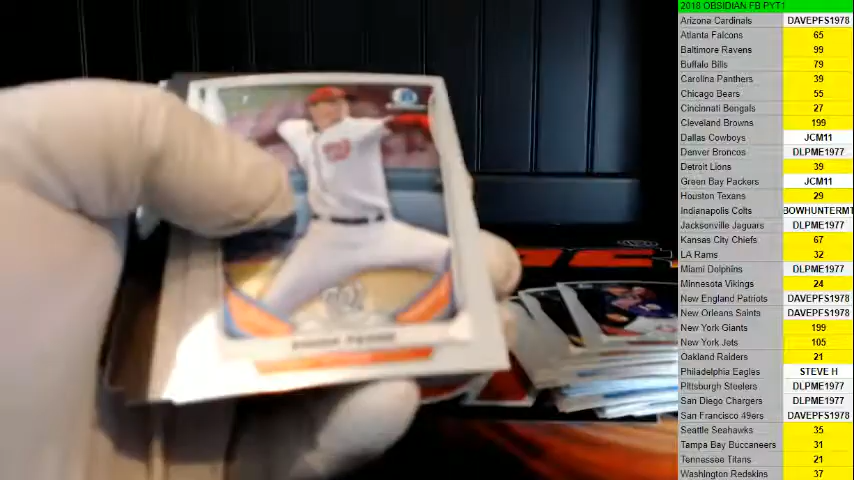 2018 OBSIDIAN FB PYT1
Arizona Cardinals DAVEPFS1978
Atlanta Falcons 65
Baltimore Ravens 99
Buffalo Bills 79
Carolina Panthers 39
Chicago Bears 55
Cincinnati Bengals 27
Cleveland Browns 199
Dallas Cowboys JCM11
Denver Broncos DLPME1977
Detroit Lions 39
Green Bay Packers JCM11
Houston Texans 29
Indianapolis Colts BOWHUNTERMT
Jacksonville Jaguars DLPME1977
Kansas City Chiefs 67
LA Rams 32
Miami Dolphins DLPME1977
Minnesota Vikings 24
New England Patriots DAVEPFS1978
New Orleans Saints DAVEPFS1978
New York Giants 199
New York Jets 105
Oakland Raiders 21
Philadelphia Eagles STEVE H
Pittsburgh Steelers DLPME1977
San Diego Chargers DLPME1977
San Francisco 49ers DAVEPFS1978
Seattle Seahawks 35
Tampa Bay Buccaneers 31
Tennessee Titans 21
Washington Redskins 37